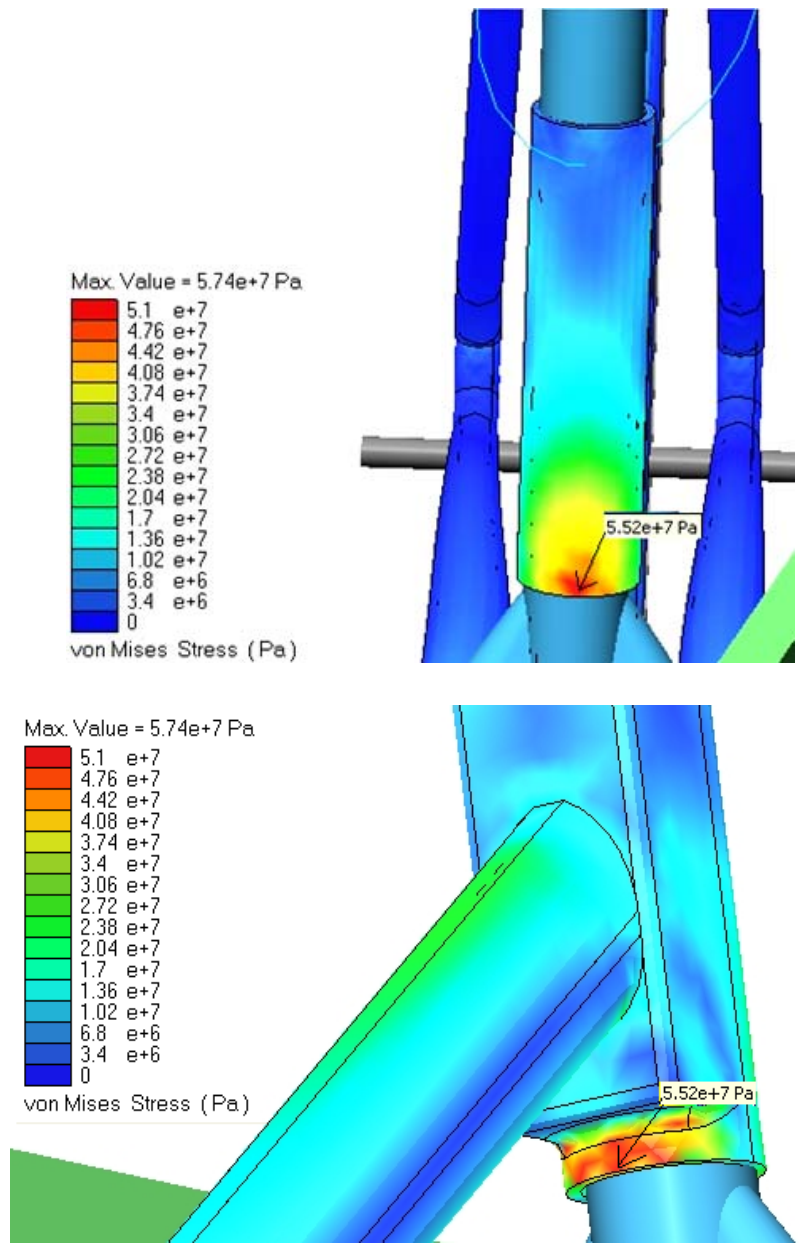 Max. Value = 5.74e+7 Pa
5.1 e+7
4.76 e+7
4.42 e+7
4.08 e+7
3.74 e+7
3.4 e+7
3.06 e+7
2.72 e+7
2.38 e+7
2.04 e+7
1.7 e+7
1.36 e+7
1.02 e+7
6.8 e+6
3.4 e+6
0
von Mises Stress ( Pa )
5.52e+7 Pa
Max. Value = 5.74e+7 Pa
5.1 e+7
4.76 e+7
4.42 e+7
4.08 e+7
3.74 e+7
3.4 e+7
3.06 e+7
2.72 e+7
2.38 e+7
2.04 e+7
1.7 e+7
1.36 e+7
1.02 e+7
6.8 e+6
3.4 e+6
0
von Mises Stress ( Pa )
5.52e+7 Pa